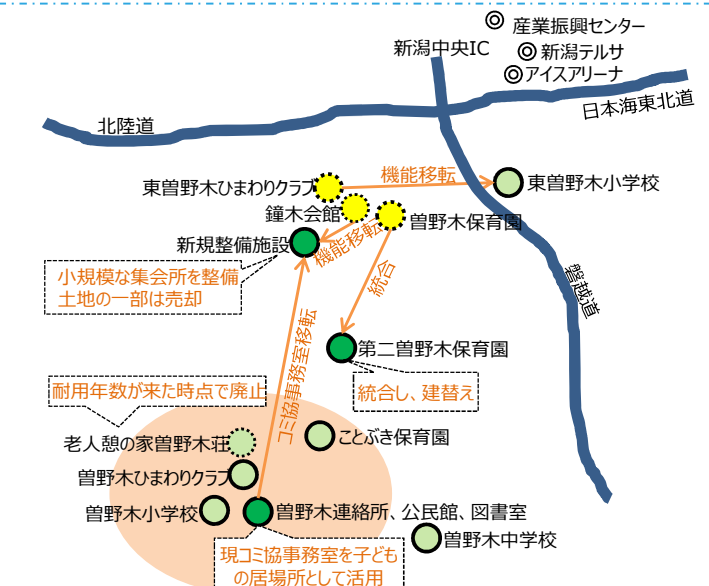 産業振興センター
新潟中央IC
新潟テルサ
アイスアリーナ
日本海東北道
北陸道
機能移転
東曽野木ひまわりクラブ
東曽野木小学校
鐘木会館
曽野木保育園
新規整備施設
機能移転
小規模な集会所を整備
土地の一部は売却
統合
磐越道
コミ協事務室移転
第二曽野木保育園
耐用年数が来た時点で廃止
統合し、建替え
老人憩の家曽野木荘
ことぶき保育園
曽野木ひまわりクラブ
曽野木小学校
曽野木連絡所、公民館、図書室
曽野木中学校
現コミ協事務室を子ども
の居場所として活用